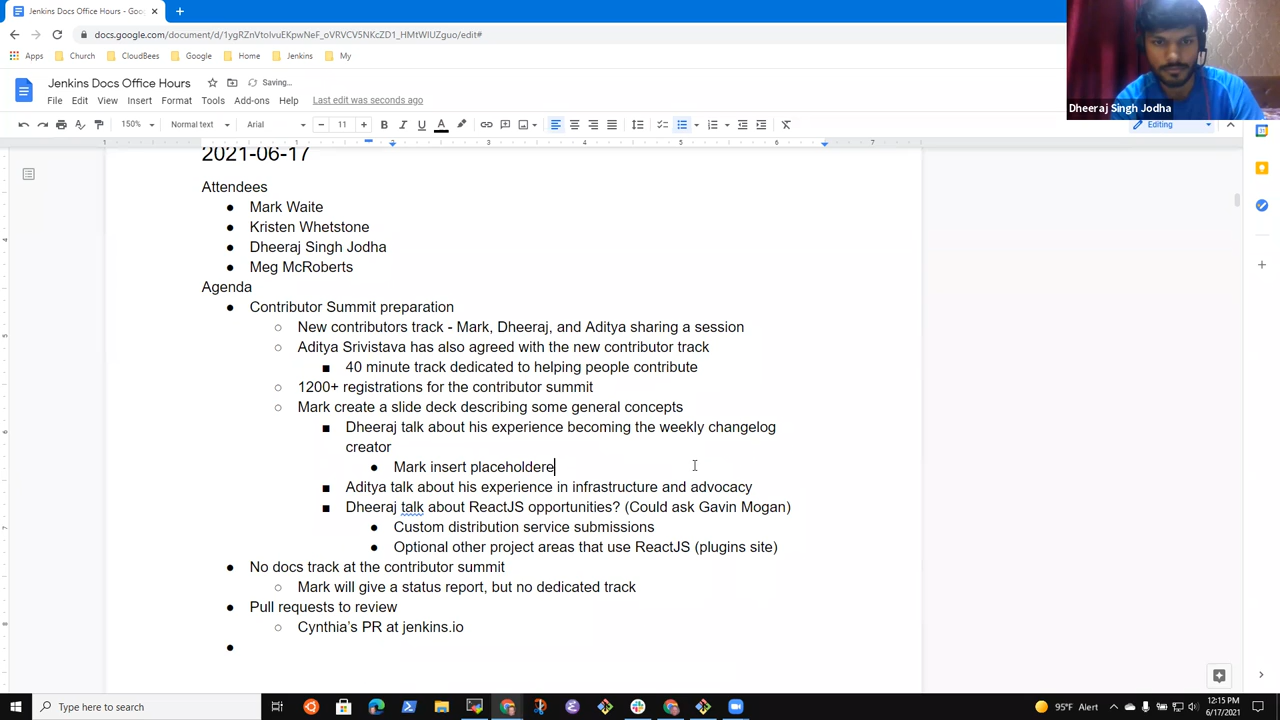 Jenkins Docs Office Hours - Goo
docs.google.com/document/d/1ygRZnVtoIvuEKpwNeF_oVRVCV5NKcZD1_HMtWIUZguo/edit#
Apps Church CloudBees Google Home Jenkins My
Dheeraj Singh Jodha
Jenkins Docs Office Hours Saving...
File Edit View Insert Format Tools Add-ons Help Last edit was seconds ago
150% Normal text Arial 11 Editing
2021-06-17
Attendees
Mark Waite
Kristen Whetstone
Dheeraj Singh Jodha
Meg McRoberts
Agenda
Contributor Summit preparation
New contributors track - Mark, Dheeraj, and Aditya sharing a session
Aditya Srivistava has also agreed with the new contributor track
40 minute track dedicated to helping people contribute
1200+ registrations for the contributor summit
Mark create a slide deck describing some general concepts
Dheeraj talk about his experience becoming the weekly changelog
creator
Mark insert placeholdere
Aditya talk about his experience in infrastructure and advocacy
Dheeraj talk about ReactJS opportunities? (Could ask Gavin Mogan)
Custom distribution service submissions
Optional other project areas that use ReactJS (plugins site)
No docs track at the contributor summit
Mark will give a status report, but no dedicated track
Pull requests to review
Cynthia's PR at jenkins.io
Type here to search
95°F Alert
12:15 PM
6/17/2021